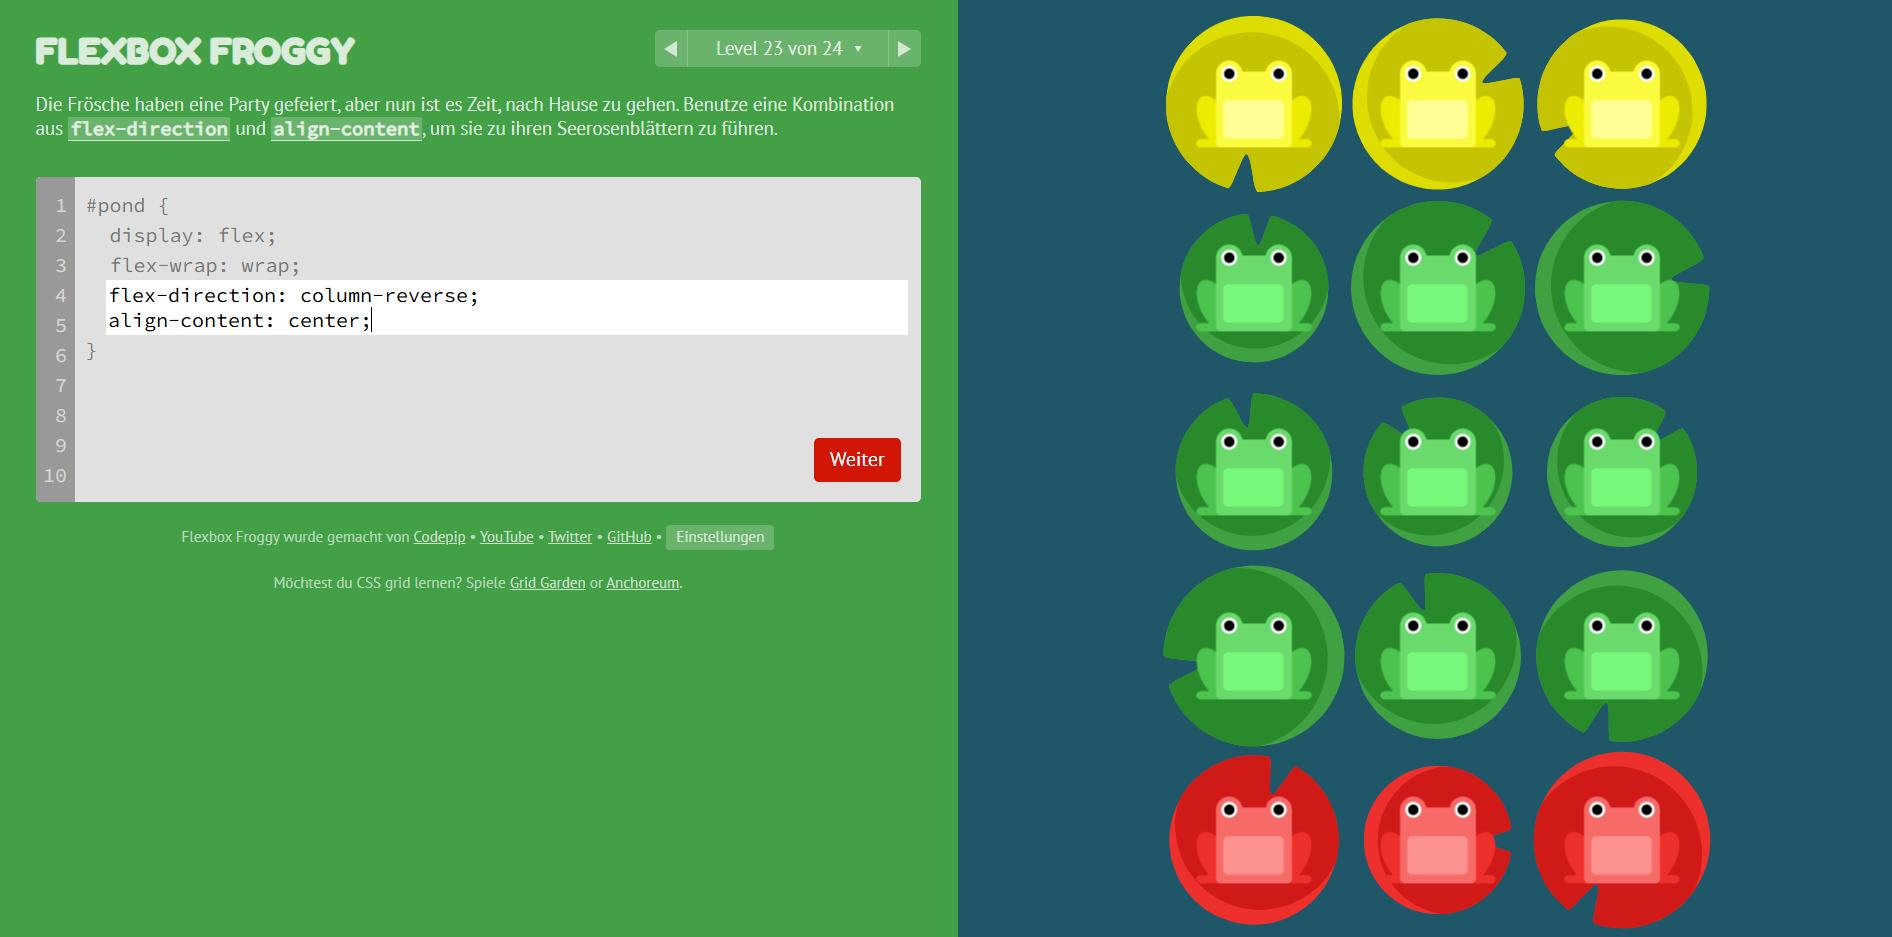 FLEXBOX FROGGY
Level 23 von 24
Die Frösche haben eine Party gefeiert, aber nun ist es Zeit, nach Hause zu gehen. Benutze eine Kombination
aus flex-direction und align-content, um sie zu ihren Seerosenblättern zu führen.
1 #pond {
2 display: flex;
3 flex-wrap: wrap;
4 flex-direction: column-reverse;
5 align-content: center;
6 }
7
8
9
10
Weiter
Flexbox Froggy wurde gemacht von Codepip • YouTube • Twitter • GitHub • Einstellungen
Möchtest du CSS grid lernen? Spiele Grid Garden or Anchoreum.